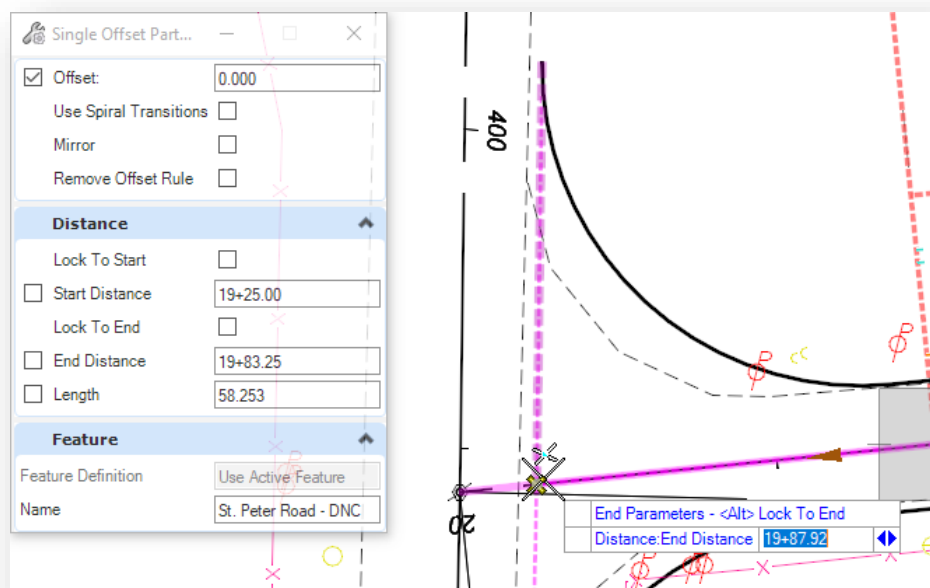 Single Offset Part...
Offset: 0.000
Use Spiral Transitions
Mirror
Remove Offset Rule
Distance
Lock To Start
Start Distance 19+25.00
Lock To End
End Distance 19+83.25
Length 58.253
Feature
Feature Definition Use Active Feature
Name St. Peter Road - DNC
400
P
P
CC
20
End Parameters - <Alt> Lock To End
Distance:End Distance 19+87.92